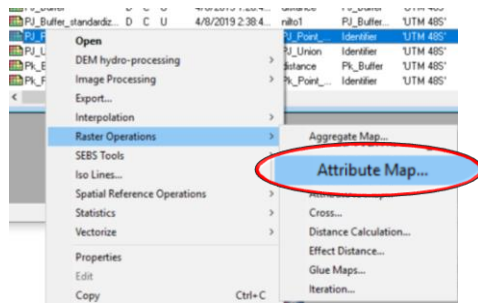 PJ_Buffer_standardiz... D C U 4/8/2019 2:38:4... nilto1 PJ_Buffer... 'UTM 48S'
PJ_Point_... Identifier 'UTM 48S'
Open
PJ_Union Identifier 'UTM 48S'
DEM hydro-processing >
distance Pk_Buffer 'UTM 48S'
Image Processing >
Pk_Point_... Identifier 'UTM 48S'
Export...
<
Interpolation >
Raster Operations >
Aggregate Map...
SEBS Tools >
Attribute Map...
Iso Lines...
Spatial Reference Operations >
Statistics >
Cross...
Vectorize >
Distance Calculation...
Effect Distance...
Properties
Glue Maps...
Edit
Iteration...
Copy Ctrl+C